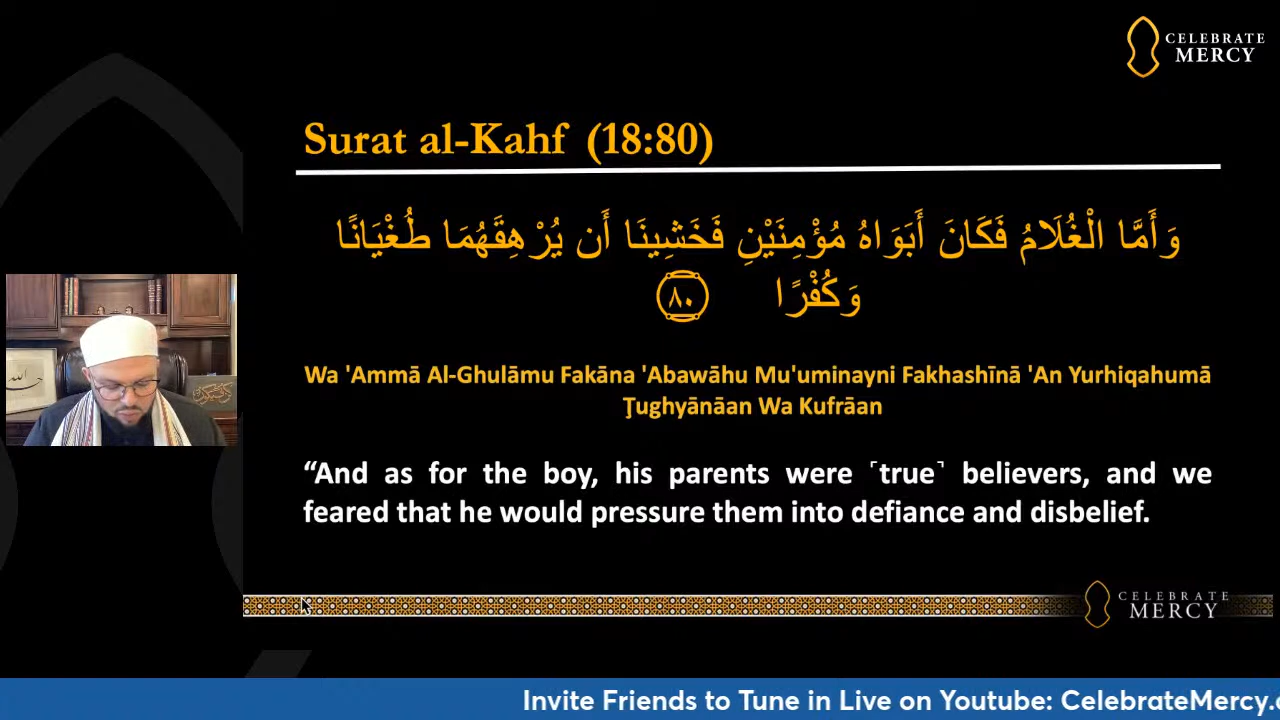 CELEBRATE
MERCY
Surat al-Kahf (18:80)
وَأَمَّا الْغُلَامُ فَكَانَ أَبَوَاهُ مُؤْمِنَيْنِ فَخَشِينَا أَن يُرْهِقَهُمَا طُغْيَانًا
وَكُفْرًا ٨٠
Wa 'Ammā Al-Ghulāmu Fakāna 'Abawāhu Mu'uminayni Fakhashīnā 'An Yurhiqahumā
Ţughyānāan Wa Kufrāan
“And as for the boy, his parents were ˹true˺ believers, and we
feared that he would pressure them into defiance and disbelief.
CELEBRATE
MERCY
Invite Friends to Tune in Live on Youtube: CelebrateMercy.